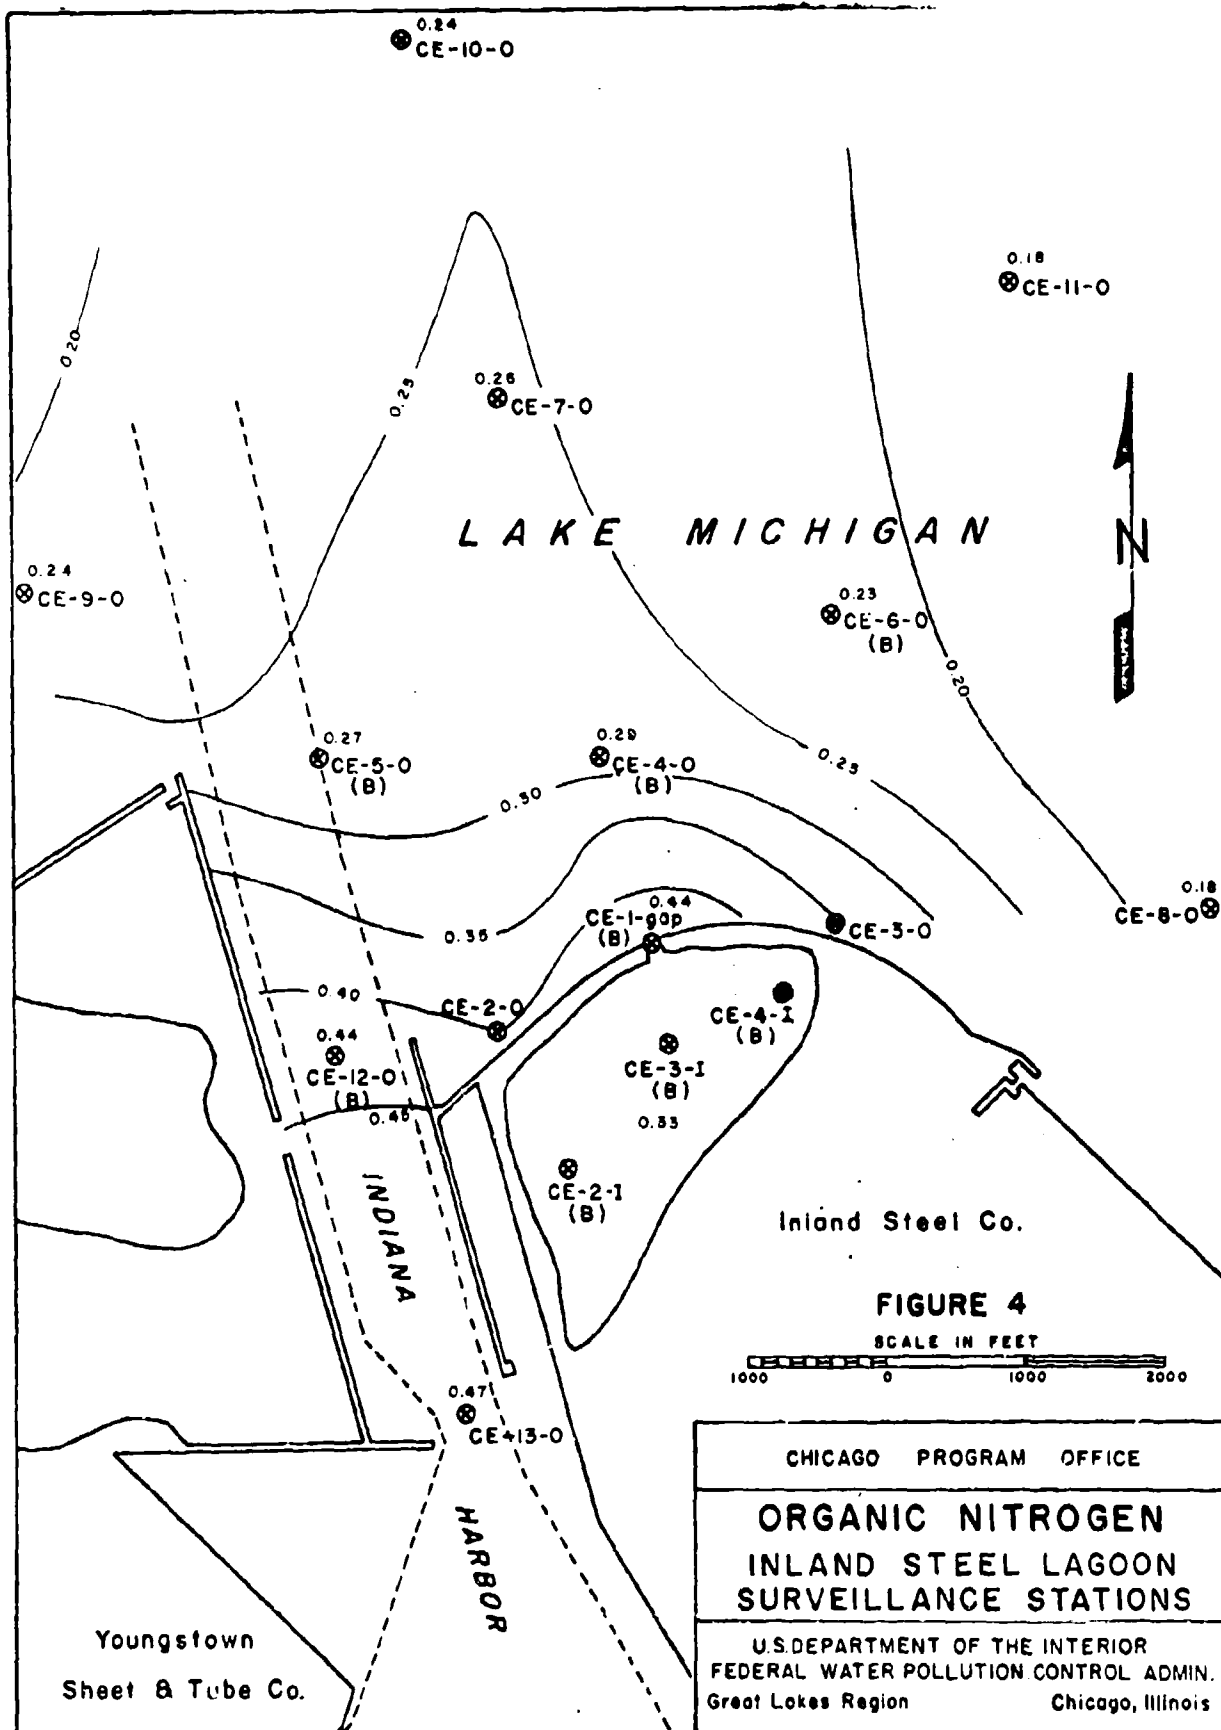 0.24
CE-10-0
0.18
CE-11-0
0.20
0.25
0.26
CE-7-0
LAKE MICHIGAN
N
0.24
CE-9-0
0.23
CE-6-0
(B)
0.20
0.27
CE-5-0
(B)
0.29
CE-4-0
(B)
0.25
0.30
0.18
CE-8-0
0.44
CE-1-gap
(B)
CE-3-0
0.35
0.40
CE-2-0
CE-4-I
(B)
0.44
CE-12-0
(B)
CE-3-I
(B)
0.45
0.33
CE-2-I
(B)
INDIANA
Inland Steel Co.
FIGURE 4
SCALE IN FEET
1000 0 1000 2000
0.47
CE-13-0
HARBOR
CHICAGO PROGRAM OFFICE
ORGANIC NITROGEN
INLAND STEEL LAGOON
SURVEILLANCE STATIONS
U.S.DEPARTMENT OF THE INTERIOR
FEDERAL WATER POLLUTION CONTROL ADMIN.
Great Lakes Region Chicago, Illinois
Youngstown
Sheet & Tube Co.